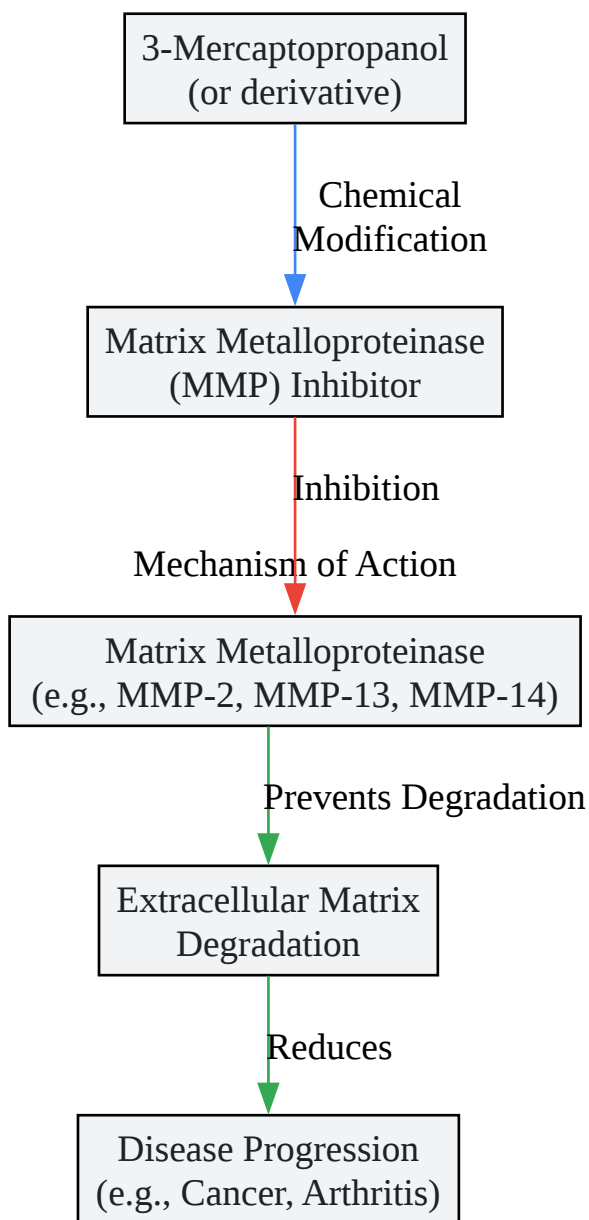 3-Mercaptopropanol
(or derivative)
Chemical
Modification
Matrix Metalloproteinase
(MMP) Inhibitor
Inhibition
Mechanism of Action
Matrix Metalloproteinase
(e.g., MMP-2, MMP-13, MMP-14)
Prevents Degradation
Extracellular Matrix
Degradation
Reduces
Disease Progression
(e.g., Cancer, Arthritis)